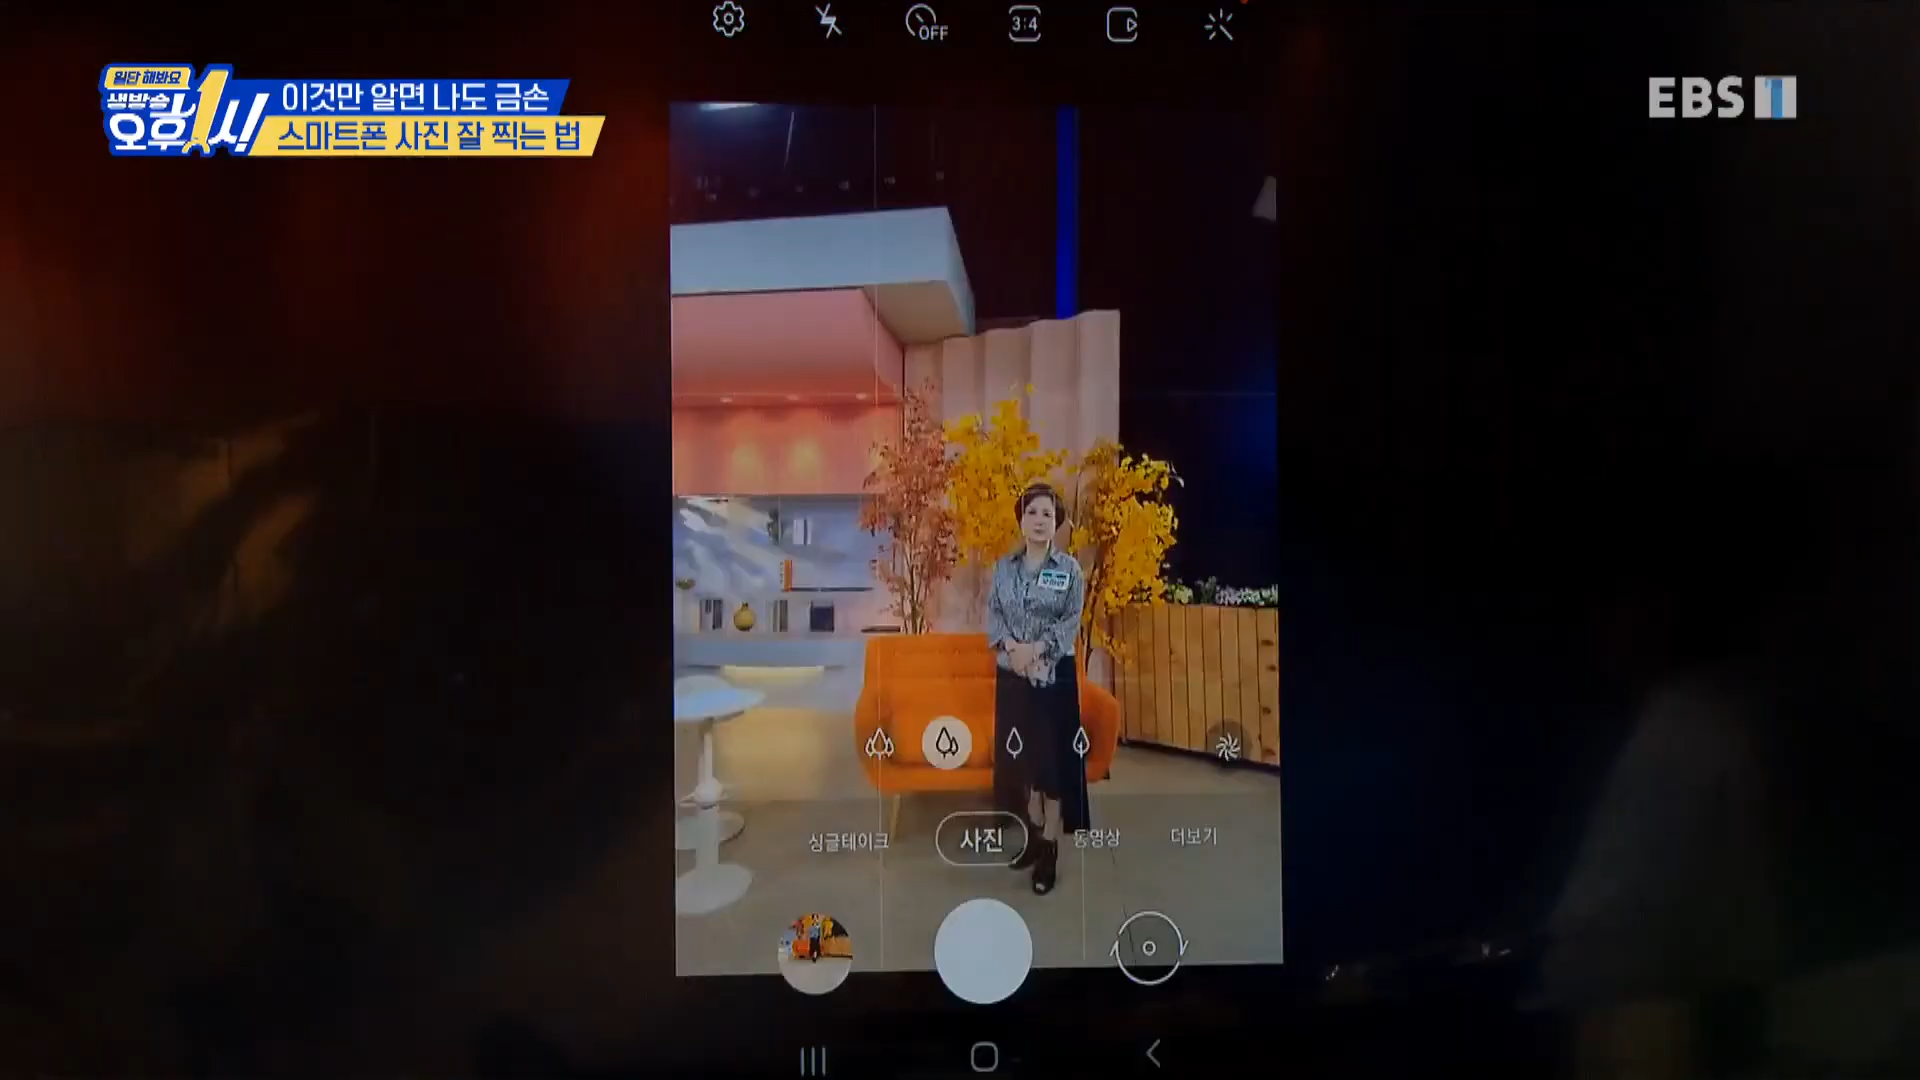 OFF
3:4
일단 해봐요
생방송
오후1시!
이것만 알면 나도 금손
스마트폰 사진 잘 찍는 법
EBS 1
싱글테이크
사진
동영상
더보기